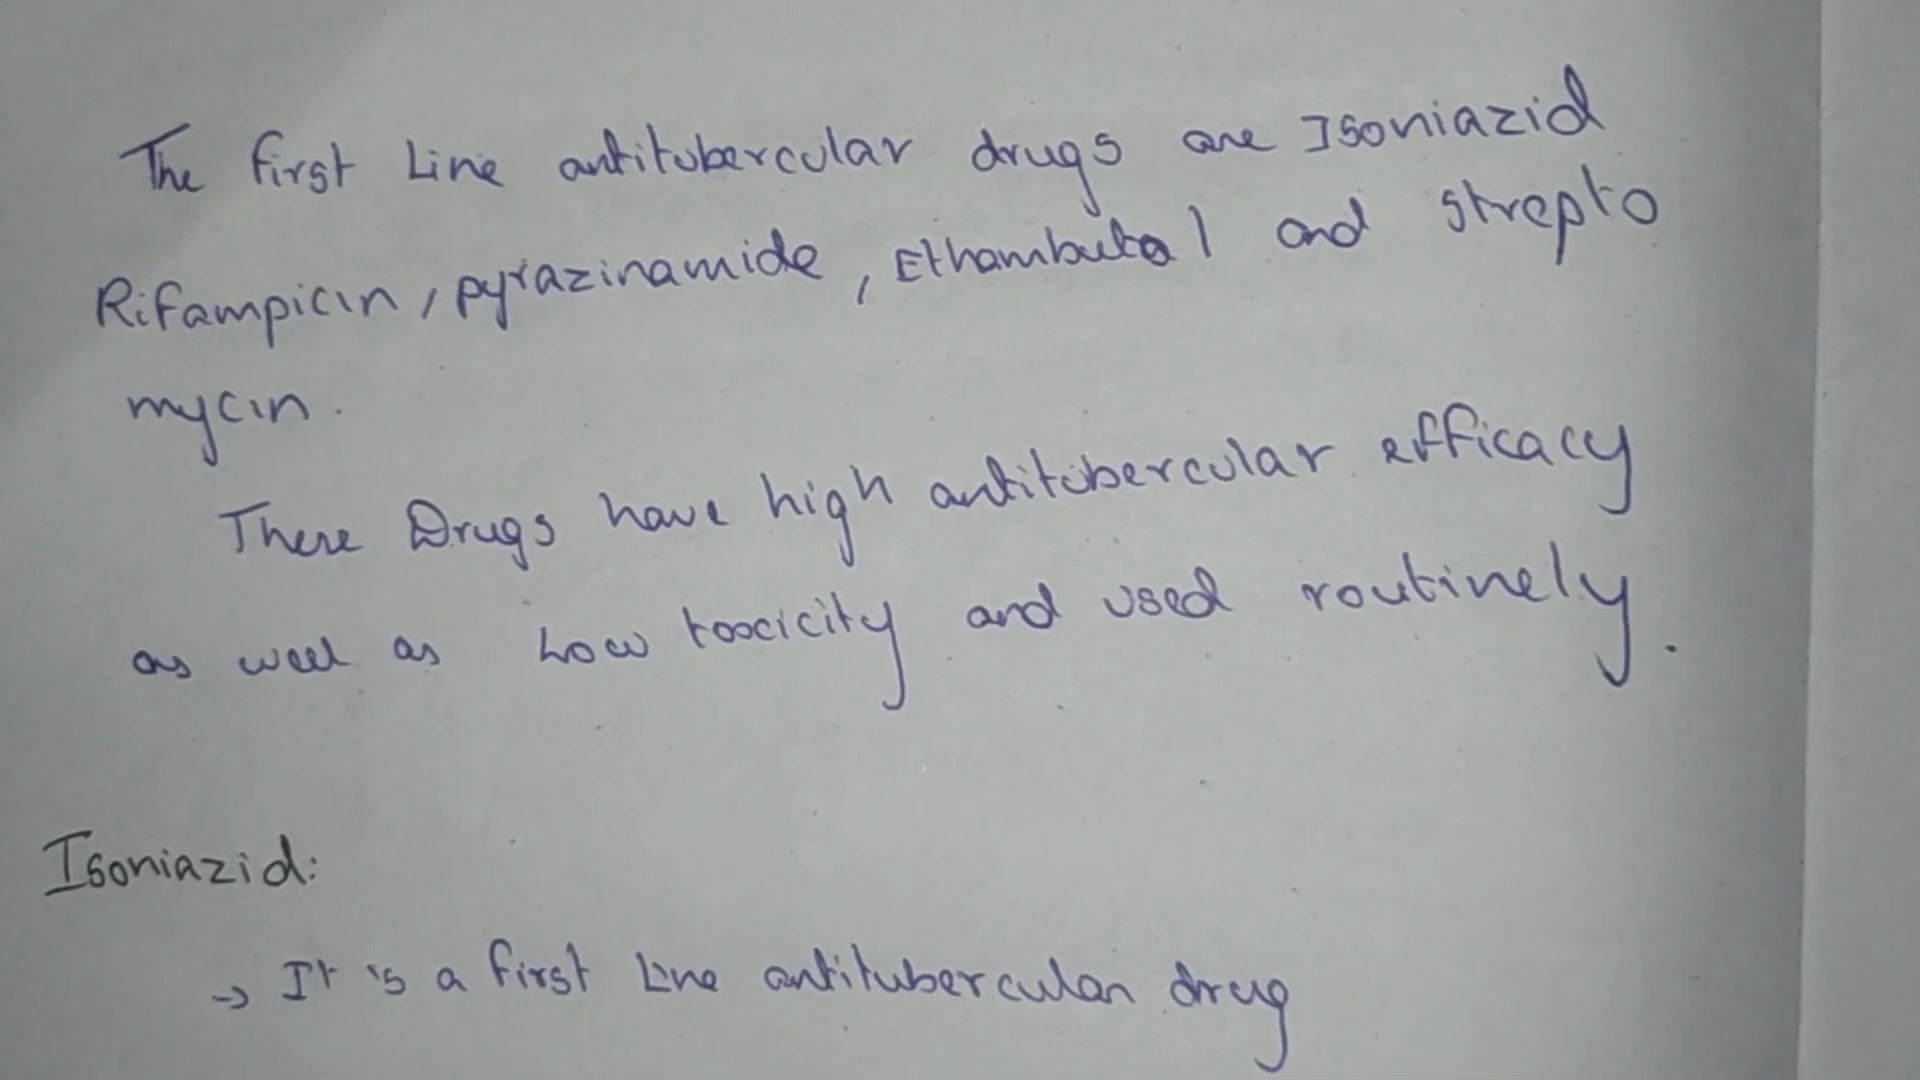 The first Line antitubercular drugs are Isoniazid
Rifampicin, pyrazinamide, Ethambutol and strepto
mycin.
These Drugs have high antitubercular efficacy
as well as Low toxicity and used routinely.
Isoniazid:
→ It is a first Line antitubercular drug